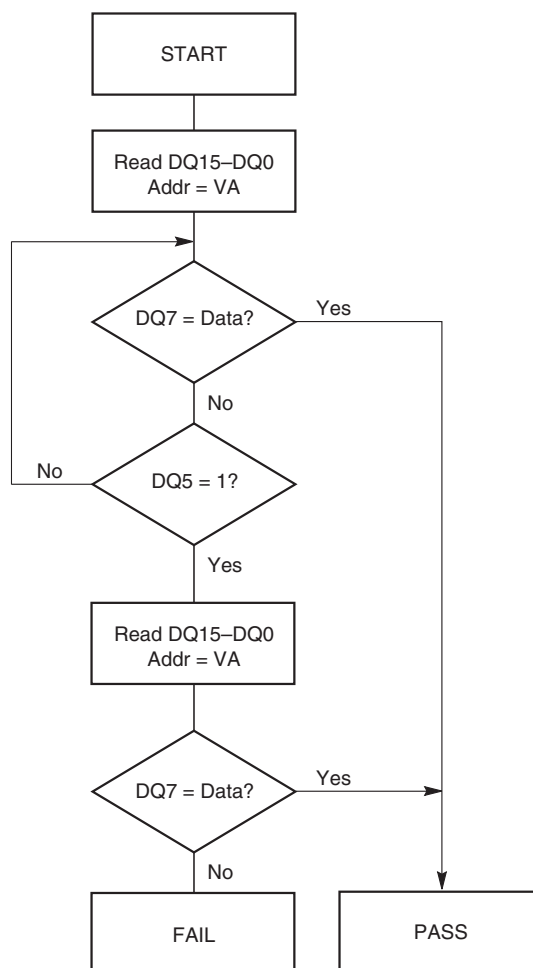 START
Read DQ15–DQ0
Addr = VA
DQ7 = Data?
Yes
No
No
DQ5 = 1?
Yes
Read DQ15–DQ0
Addr = VA
DQ7 = Data?
Yes
No
FAIL
PASS